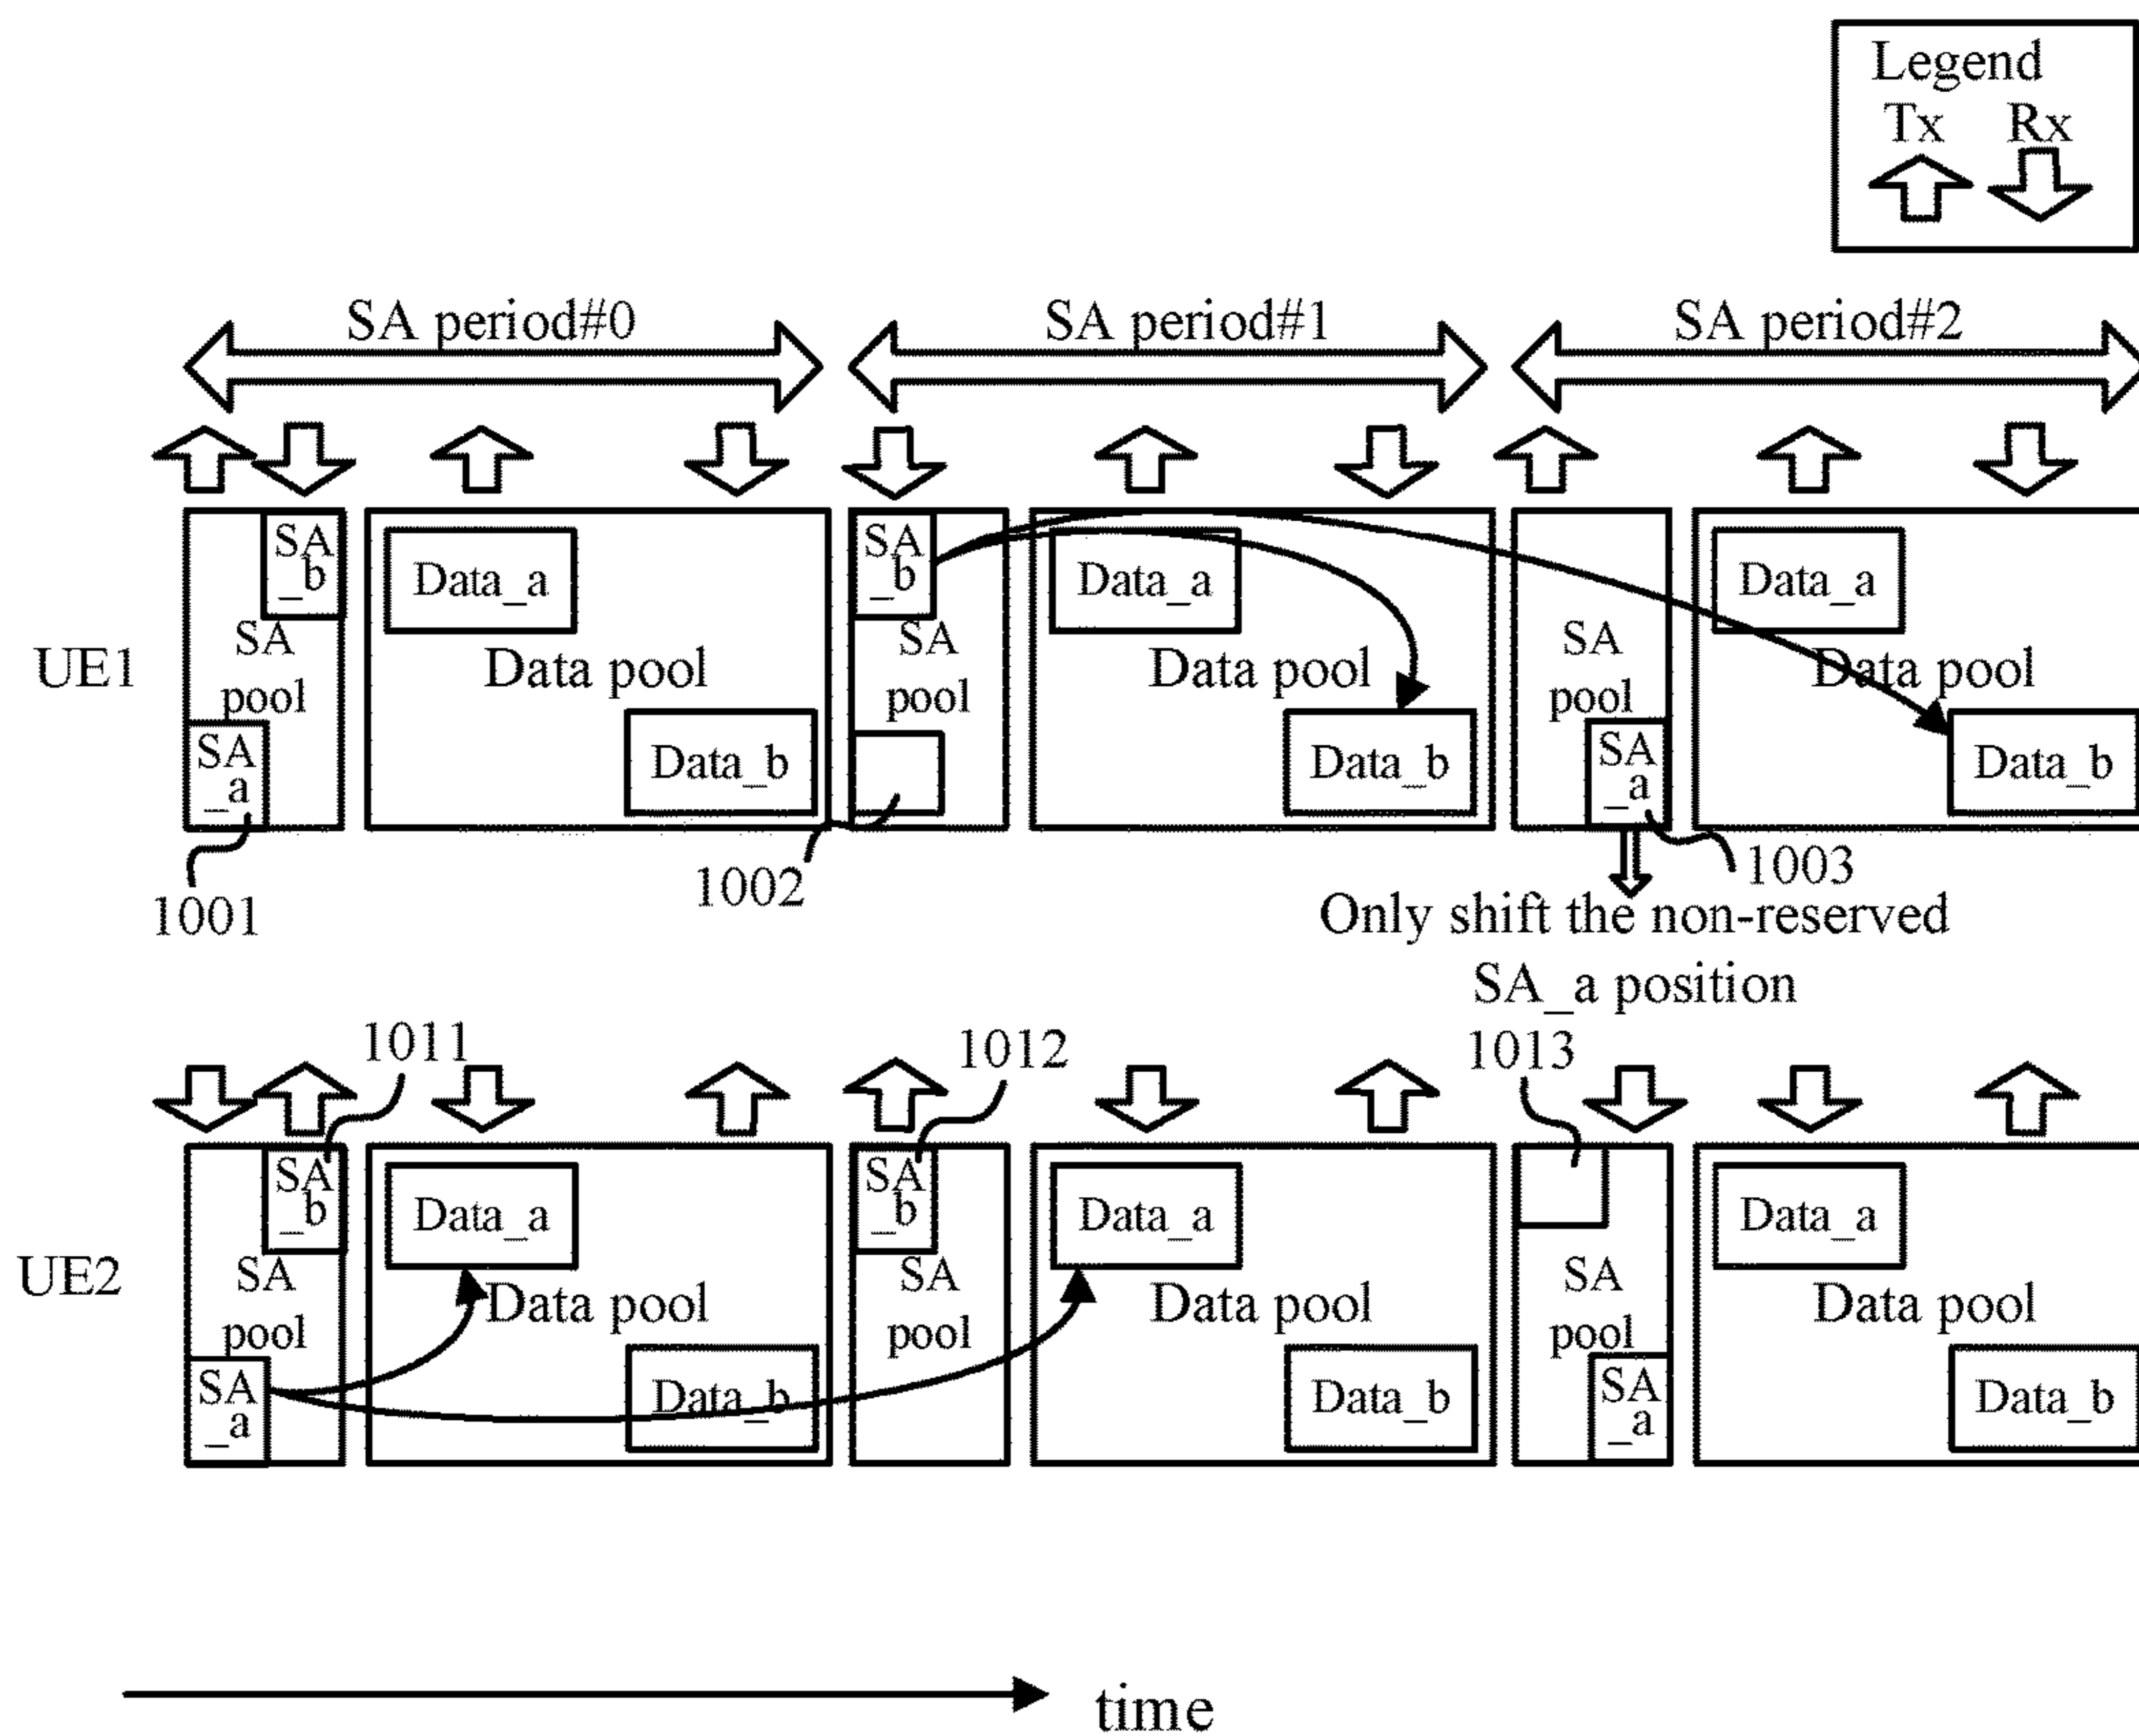 Legend
Tx Rx
SA period#0 SA period#1 SA period#2
UE1
SA
_b
SA
pool
SA
_a
Data_a
Data pool
Data_b
SA
_b
SA
pool
Data_a
Data pool
Data_b
SA
pool
SA
_a
Data_a
Data pool
Data_b
1001
1002
1003
Only shift the non-reserved
SA_a position
1011
1012
1013
UE2
SA
_b
SA
pool
SA
_a
Data_a
Data pool
Data_b
SA
_b
SA
pool
Data_a
Data pool
Data_b
SA
pool
SA
_a
Data_a
Data pool
Data_b
time